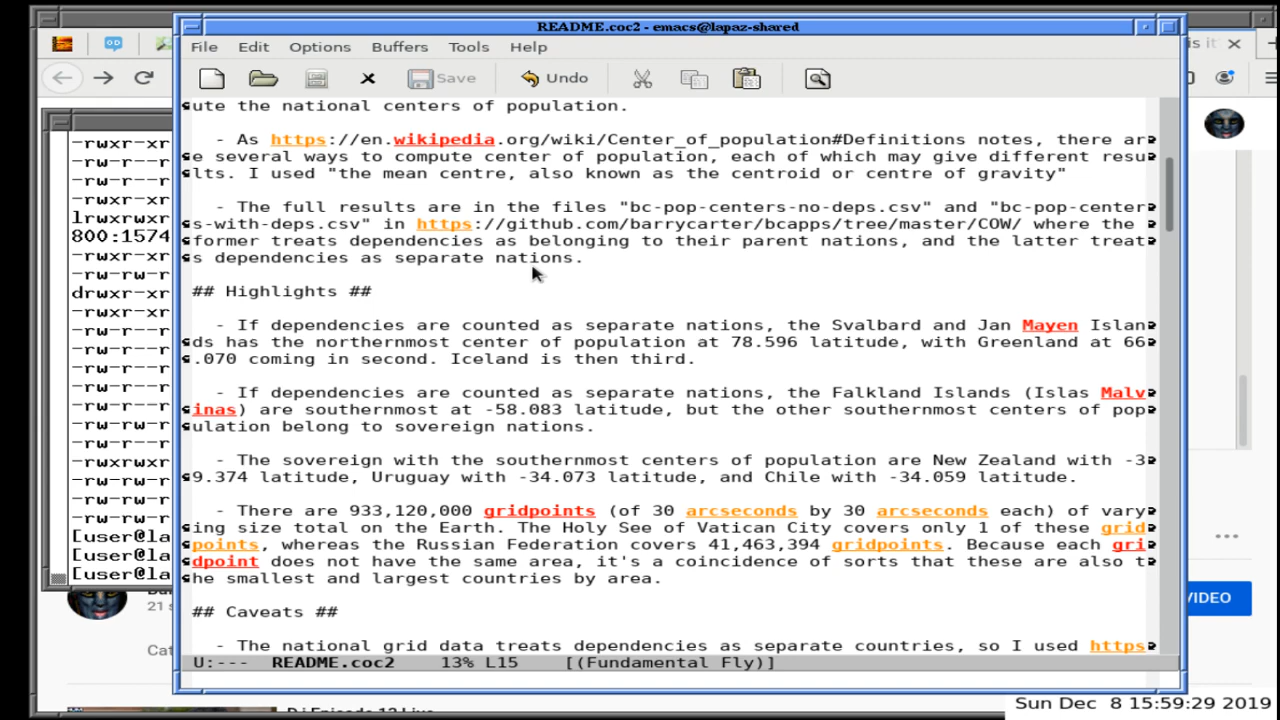 README.coc2 - emacs@lapaz-shared
is it
File Edit Options Buffers Tools Help
Save Undo
ute the national centers of population.
- As https://en.wikipedia.org/wiki/Center_of_population#Definitions notes, there ar
e several ways to compute center of population, each of which may give different resu
lts. I used "the mean centre, also known as the centroid or centre of gravity"
- The full results are in the files "bc-pop-centers-no-deps.csv" and "bc-pop-center
s-with-deps.csv" in https://github.com/barrycarter/bcapps/tree/master/COW/ where the
former treats dependencies as belonging to their parent nations, and the latter treat
s dependencies as separate nations.
## Highlights ##
- If dependencies are counted as separate nations, the Svalbard and Jan Mayen Islan
ds has the northernmost center of population at 78.596 latitude, with Greenland at 66
.070 coming in second. Iceland is then third.
- If dependencies are counted as separate nations, the Falkland Islands (Islas Malv
inas) are southernmost at -58.083 latitude, but the other southernmost centers of pop
ulation belong to sovereign nations.
- The sovereign with the southernmost centers of population are New Zealand with -3
9.374 latitude, Uruguay with -34.073 latitude, and Chile with -34.059 latitude.
- There are 933,120,000 gridpoints (of 30 arcseconds by 30 arcseconds each) of vary
ing size total on the Earth. The Holy See of Vatican City covers only 1 of these grid
points, whereas the Russian Federation covers 41,463,394 gridpoints. Because each gri
dpoint does not have the same area, it's a coincidence of sorts that these are also t
he smallest and largest countries by area.
## Caveats ##
- The national grid data treats dependencies as separate countries, so I used https
U:--- README.coc2 13% L15 [(Fundamental Fly)]
-rwxr-xr
-rw-r--r
-rw-r--r
-rwxr-xr
lrwxrwxr
800:1574
-rwxr-xr
-rw-rw-r
drwxr-xr
-rwxr-xr
-rw-r--r
-rw-r--r
-rw-r--r
-rw-r--r
-rw-rw-r
-rw-rw-r
-rw-r--r
-rwxrwxr
-rw-rw-r
-rw-rw-r
-rw-rw-r
[user@la
[user@la
[user@la
VIDEO
21
Cat
Sun Dec 8 15:59:29 2019